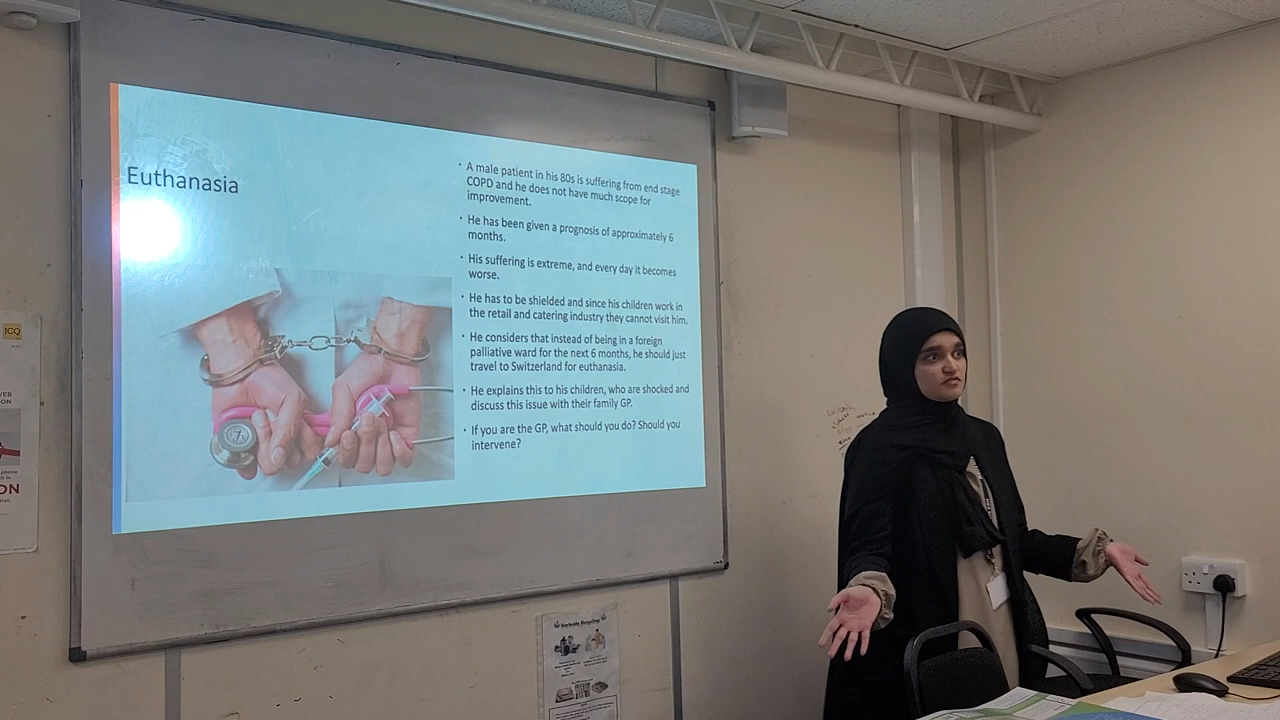 Euthanasia
• A male patient in his 80s is suffering from end stage
COPD and he does not have much scope for
improvement.
• He has been given a prognosis of approximately 6
months.
• His suffering is extreme, and every day it becomes
worse.
• He has to be shielded and since his children work in
the retail and catering industry they cannot visit him.
• He considers that instead of being in a foreign
palliative ward for the next 6 months, he should just
travel to Switzerland for euthanasia.
• He explains this to his children, who are shocked and
discuss this issue with their family GP.
• If you are the GP, what should you do? Should you
intervene?
JCQ
Kerbside Recycling